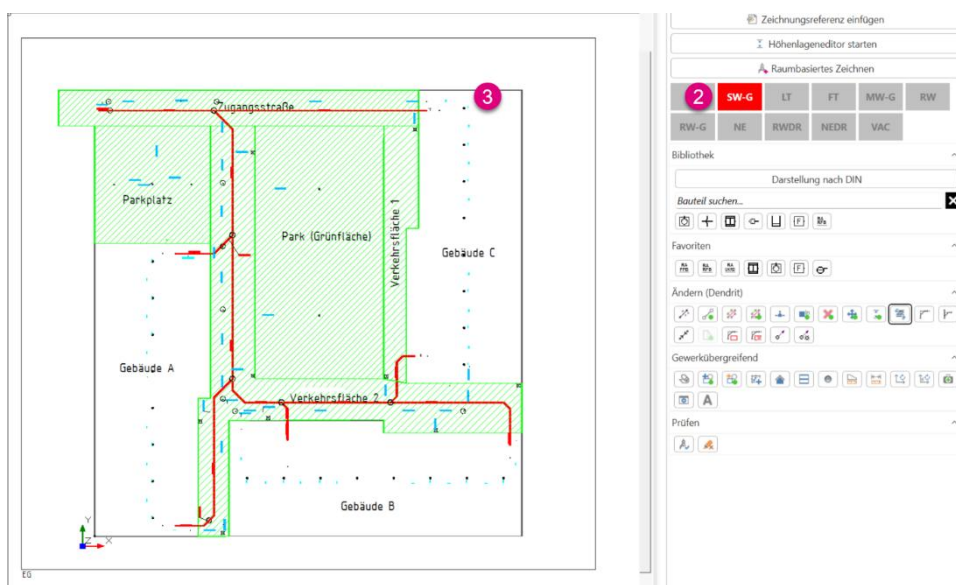 Zugangsstraße
Parkplatz
Park (Grünfläche)
Verkehrsfläche 1
Gebäude C
Gebäude A
Verkehrsfläche 2
Gebäude B
Y
Z
X
EG
3
Zeichnungsreferenz einfügen
Höhenlageneditor starten
Raumbasiertes Zeichnen
2
SW-G
LT
FT
MW-G
RW
RW-G
NE
RWDR
NEDR
VAC
Bibliothek
Darstellung nach DIN
Bauteil suchen...
Favoriten
Ändern (Dendrit)
Gewerkübergreifend
Prüfen